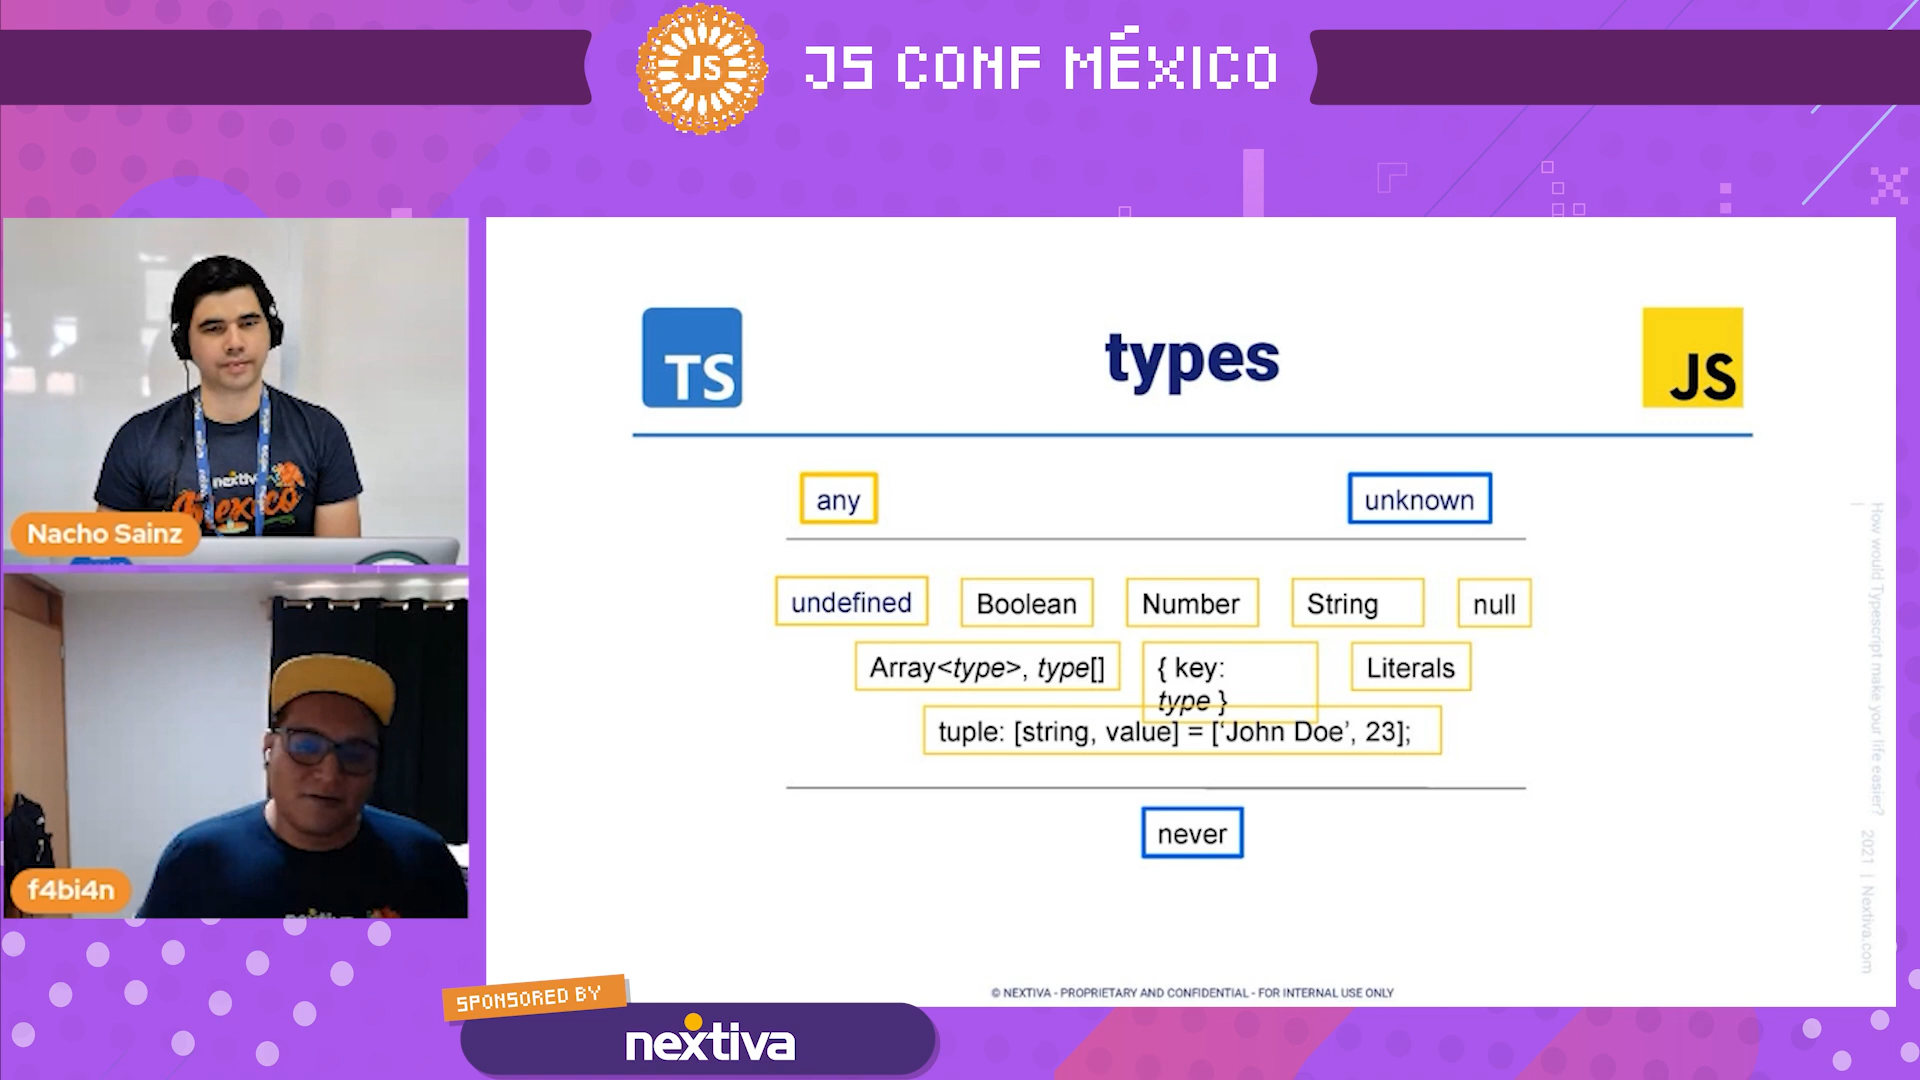 JS
JS CONF MÉXICO
nextiva
México
Nacho Sainz
f4bi4n
TS
types
JS
any
unknown
undefined
Boolean
Number
String
null
Array<type>, type[]
{ key:
type }
Literals
tuple: [string, value] = [‘John Doe’, 23];
never
How would Typescript make your life easier? 2021 | Nextiva.com
© NEXTIVA - PROPRIETARY AND CONFIDENTIAL - FOR INTERNAL USE ONLY
SPONSORED BY
nextiva